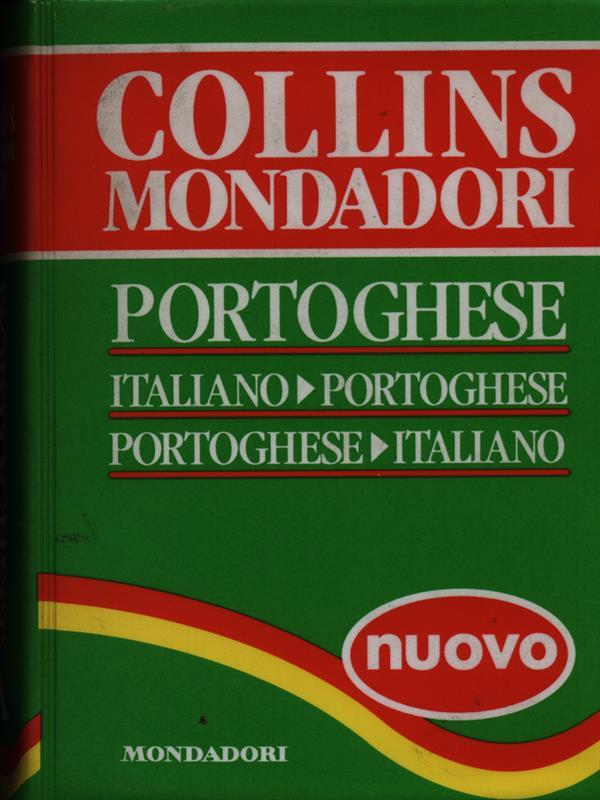 COLLINS
MONDADORI
PORTOGHESE
ITALIANO ▶ PORTOGHESE
PORTOGHESE ▶ ITALIANO
nuovo
MONDADORI